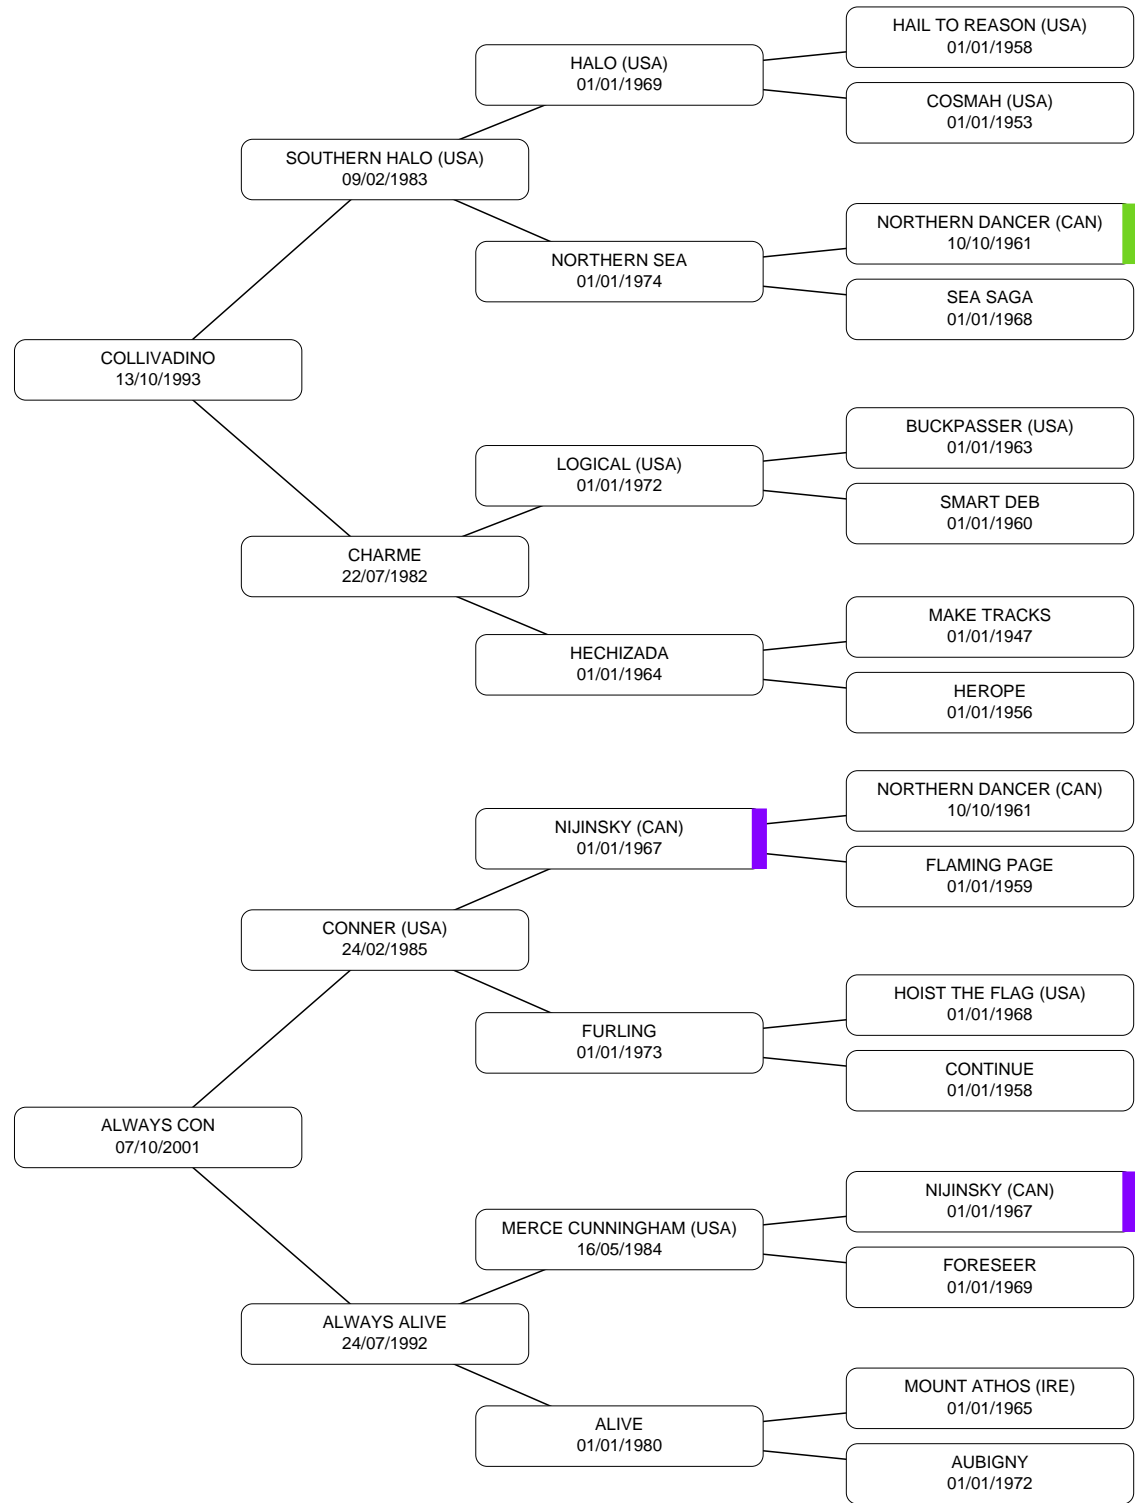 HAIL TO REASON (USA)
01/01/1958
HALO (USA)
01/01/1969
COSMAH (USA)
01/01/1953
SOUTHERN HALO (USA)
09/02/1983
NORTHERN DANCER (CAN)
10/10/1961
NORTHERN SEA
01/01/1974
SEA SAGA
01/01/1968
COLLIVADINO
13/10/1993
BUCKPASSER (USA)
01/01/1963
LOGICAL (USA)
01/01/1972
SMART DEB
01/01/1960
CHARME
22/07/1982
MAKE TRACKS
01/01/1947
HECHIZADA
01/01/1964
HEROPE
01/01/1956
NORTHERN DANCER (CAN)
10/10/1961
NIJINSKY (CAN)
01/01/1967
FLAMING PAGE
01/01/1959
CONNER (USA)
24/02/1985
HOIST THE FLAG (USA)
01/01/1968
FURLING
01/01/1973
CONTINUE
01/01/1958
ALWAYS CON
07/10/2001
NIJINSKY (CAN)
01/01/1967
MERCE CUNNINGHAM (USA)
16/05/1984
FORESEER
01/01/1969
ALWAYS ALIVE
24/07/1992
MOUNT ATHOS (IRE)
01/01/1965
ALIVE
01/01/1980
AUBIGNY
01/01/1972